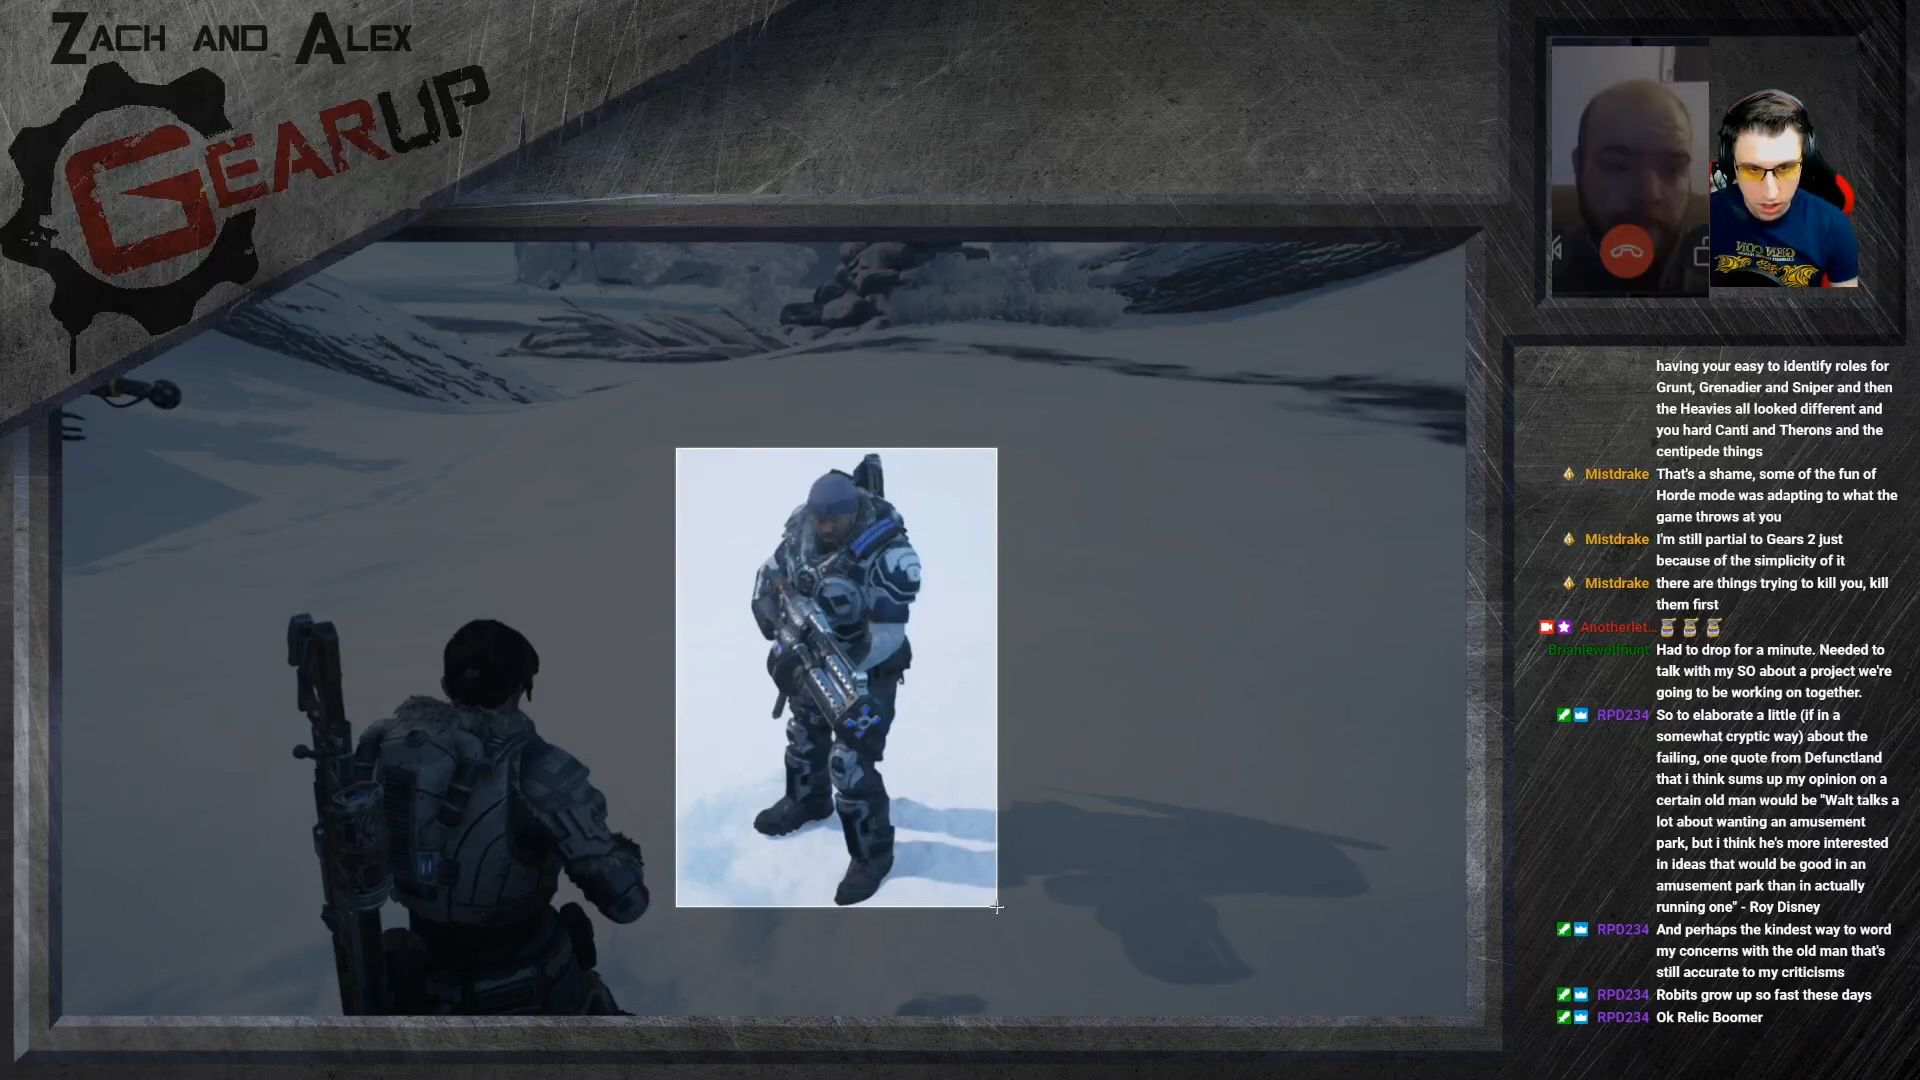 Zach and Alex
GearUp
GEN CON
having your easy to identify roles for
Grunt, Grenadier and Sniper and then
the Heavies all looked different and
you hard Canti and Therons and the
centipede things
Mistdrake That's a shame, some of the fun of
Horde mode was adapting to what the
game throws at you
Mistdrake I'm still partial to Gears 2 just
because of the simplicity of it
Mistdrake there are things trying to kill you, kill
them first
Anotherlet...
Brianlewolfhunt Had to drop for a minute. Needed to
talk with my SO about a project we're
going to be working on together.
RPD234 So to elaborate a little (if in a
somewhat cryptic way) about the
failing, one quote from Defunctland
that i think sums up my opinion on a
certain old man would be "Walt talks a
lot about wanting an amusement
park, but i think he's more interested
in ideas that would be good in an
amusement park than in actually
running one" - Roy Disney
RPD234 And perhaps the kindest way to word
my concerns with the old man that's
still accurate to my criticisms
RPD234 Robits grow up so fast these days
RPD234 Ok Relic Boomer